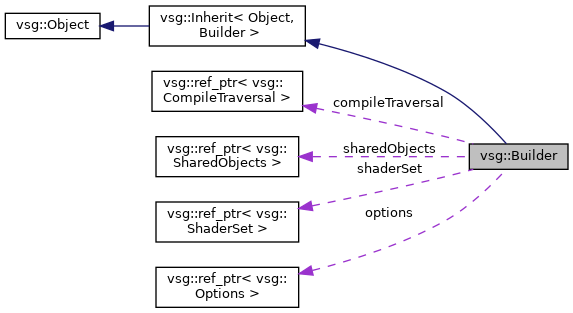 vsg::Object
vsg::Inherit< Object,
Builder >
vsg::ref_ptr< vsg::
CompileTraversal >
compileTraversal
vsg::ref_ptr< vsg::
SharedObjects >
sharedObjects
vsg::Builder
shaderSet
vsg::ref_ptr< vsg::
ShaderSet >
options
vsg::ref_ptr< vsg::
Options >